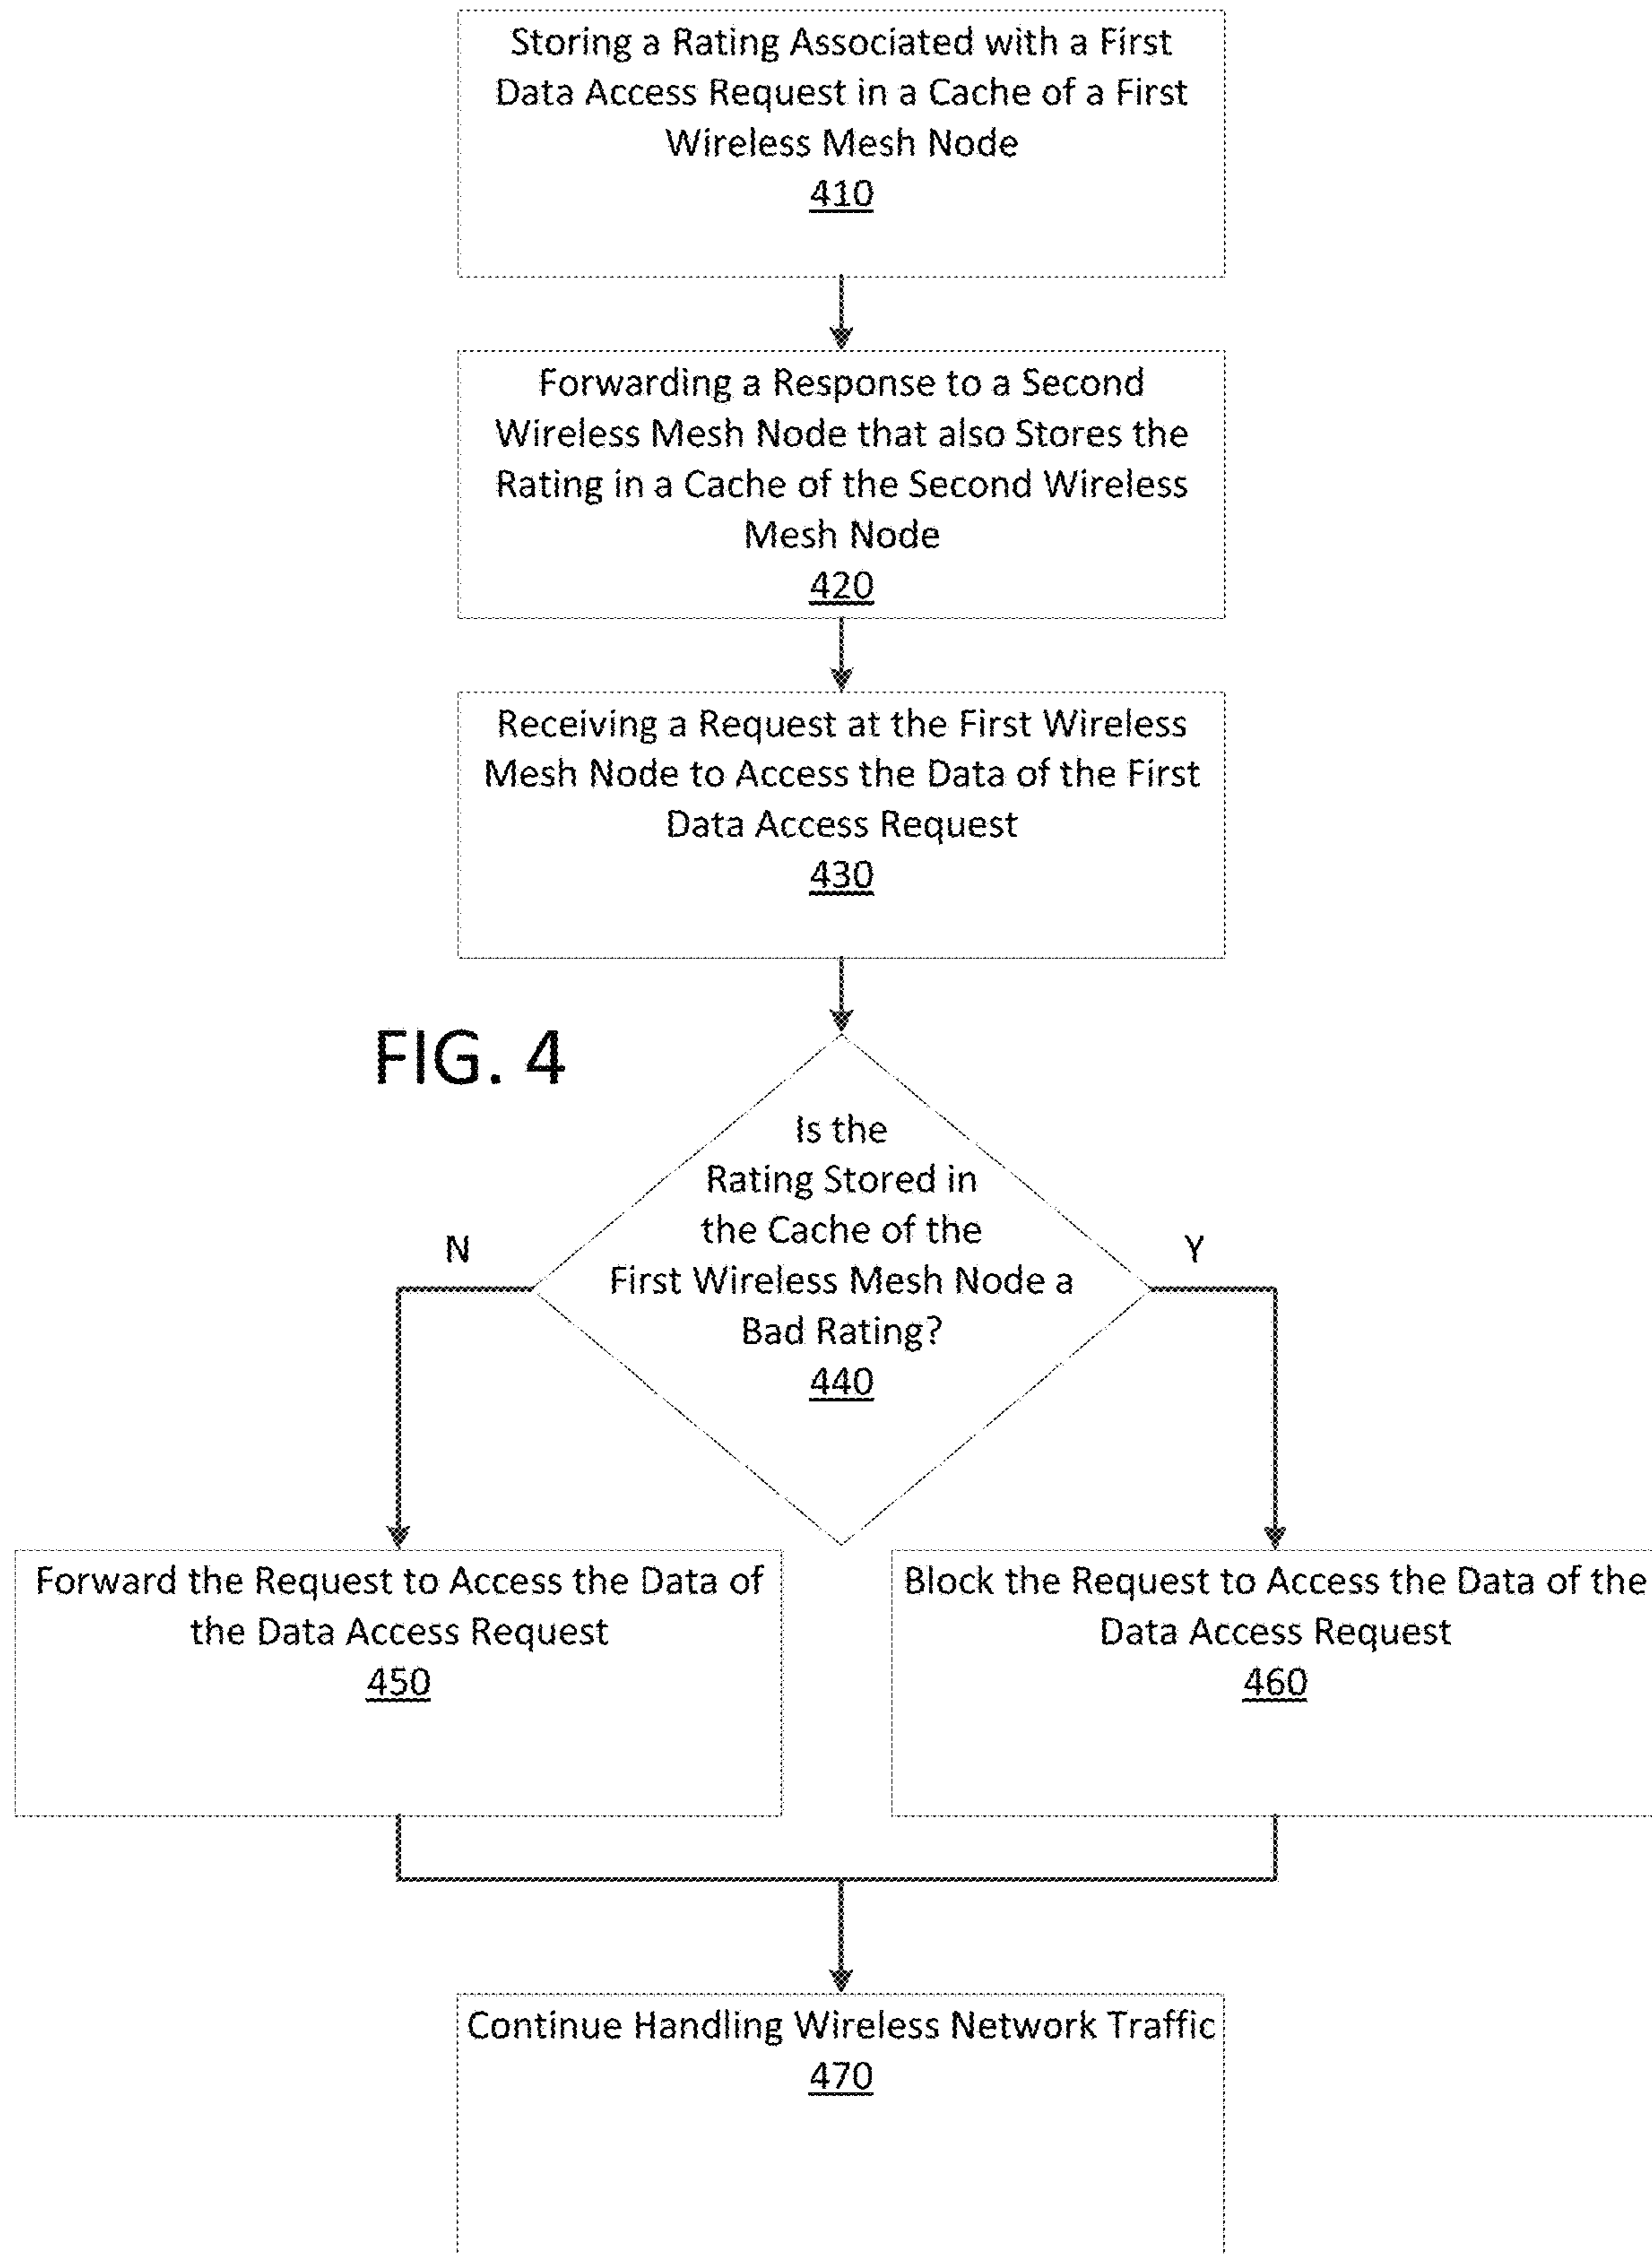 Storing a Rating Associated with a First
Data Access Request in a Cache of a First
Wireless Mesh Node
410
Forwarding a Response to a Second
Wireless Mesh Node that also Stores the
Rating in a Cache of the Second Wireless
Mesh Node
420
Receiving a Request at the First Wireless
Mesh Node to Access the Data of the First
Data Access Request
430
FIG. 4
Is the
Rating Stored in
the Cache of the
First Wireless Mesh Node a
Bad Rating?
440
N
Y
Forward the Request to Access the Data of
the Data Access Request
450
Block the Request to Access the Data of the
Data Access Request
460
Continue Handling Wireless Network Traffic
470